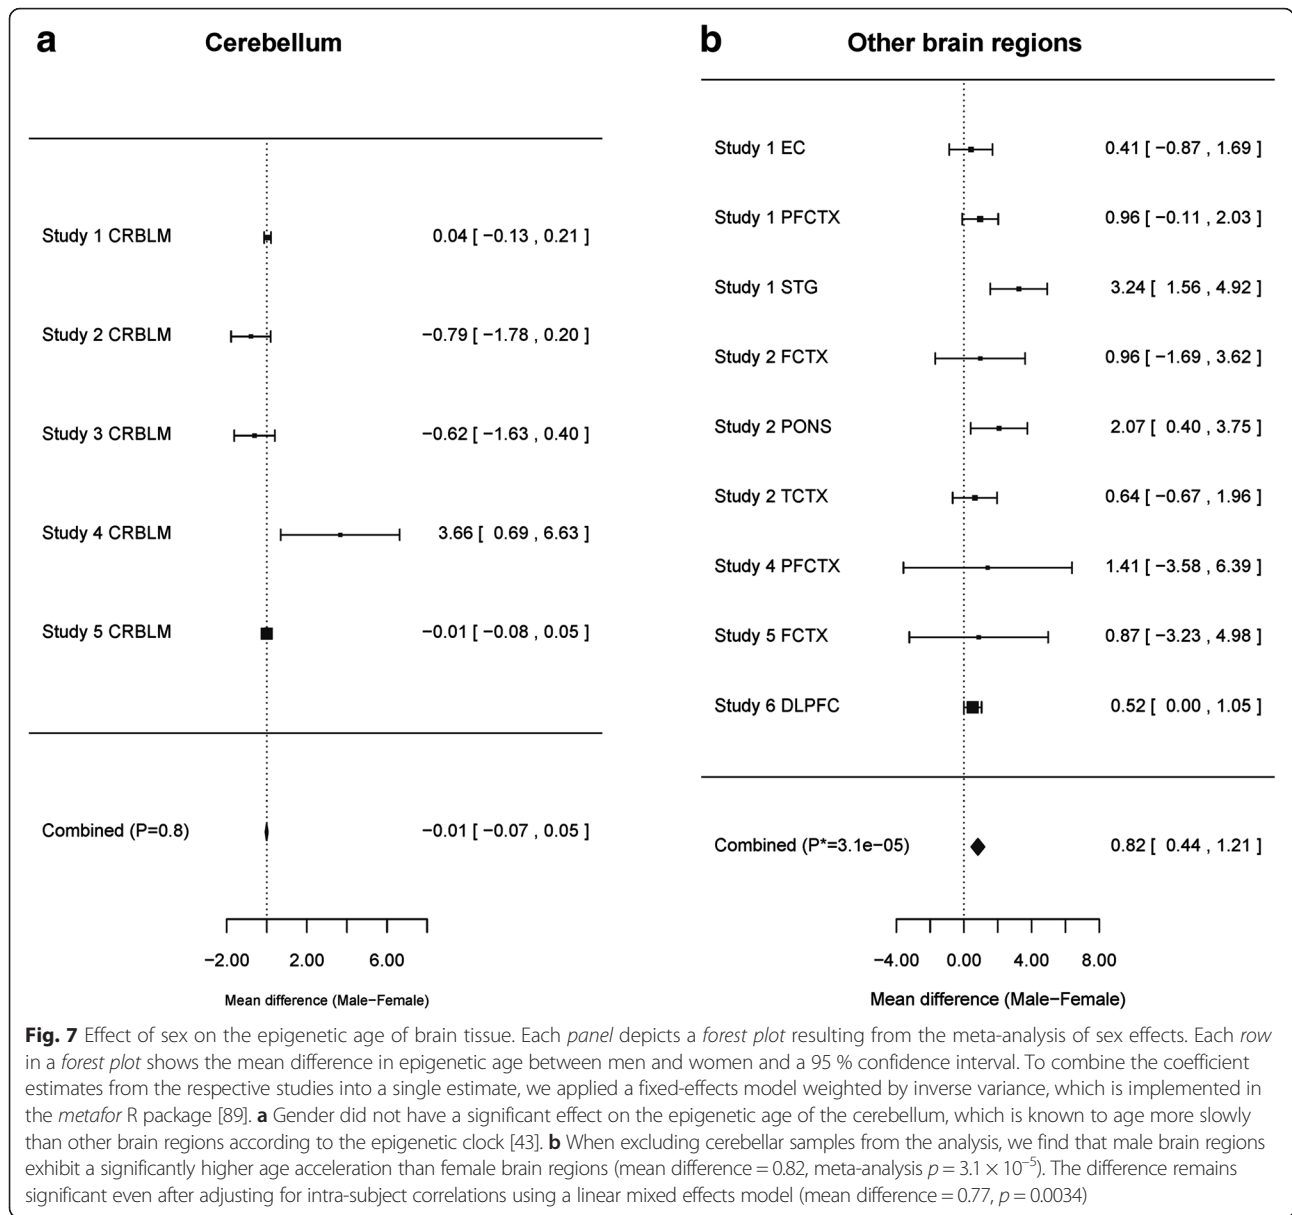 a Cerebellum
Study 1 CRBLM 0.04 [ −0.13 , 0.21 ]
Study 2 CRBLM −0.79 [ −1.78 , 0.20 ]
Study 3 CRBLM −0.62 [ −1.63 , 0.40 ]
Study 4 CRBLM 3.66 [ 0.69 , 6.63 ]
Study 5 CRBLM −0.01 [ −0.08 , 0.05 ]
Combined (P=0.8) −0.01 [ −0.07 , 0.05 ]
−2.00 2.00 6.00
Mean difference (Male−Female)
b Other brain regions
Study 1 EC 0.41 [ −0.87 , 1.69 ]
Study 1 PFCTX 0.96 [ −0.11 , 2.03 ]
Study 1 STG 3.24 [ 1.56 , 4.92 ]
Study 2 FCTX 0.96 [ −1.69 , 3.62 ]
Study 2 PONS 2.07 [ 0.40 , 3.75 ]
Study 2 TCTX 0.64 [ −0.67 , 1.96 ]
Study 4 PFCTX 1.41 [ −3.58 , 6.39 ]
Study 5 FCTX 0.87 [ −3.23 , 4.98 ]
Study 6 DLPFC 0.52 [ 0.00 , 1.05 ]
Combined (P*=3.1e−05) 0.82 [ 0.44 , 1.21 ]
−4.00 0.00 4.00 8.00
Mean difference (Male−Female)
Fig. 7 Effect of sex on the epigenetic age of brain tissue. Each panel depicts a forest plot resulting from the meta-analysis of sex effects. Each row
in a forest plot shows the mean difference in epigenetic age between men and women and a 95 % confidence interval. To combine the coefficient
estimates from the respective studies into a single estimate, we applied a fixed-effects model weighted by inverse variance, which is implemented in
the metafor R package [89]. a Gender did not have a significant effect on the epigenetic age of the cerebellum, which is known to age more slowly
than other brain regions according to the epigenetic clock [43]. b When excluding cerebellar samples from the analysis, we find that male brain regions
exhibit a significantly higher age acceleration than female brain regions (mean difference = 0.82, meta-analysis p = 3.1 × 10⁻⁵). The difference remains
significant even after adjusting for intra-subject correlations using a linear mixed effects model (mean difference = 0.77, p = 0.0034)